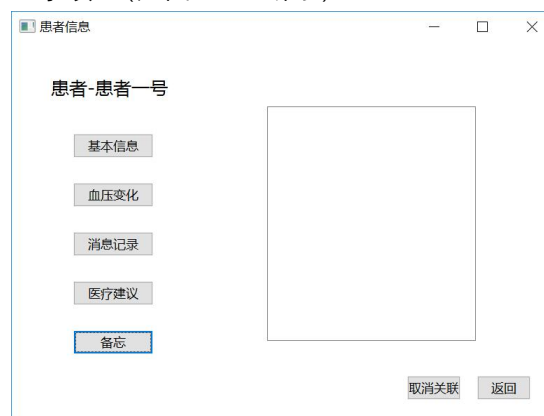 患者信息
患者-患者一号
基本信息
血压变化
消息记录
医疗建议
备忘
取消关联 返回